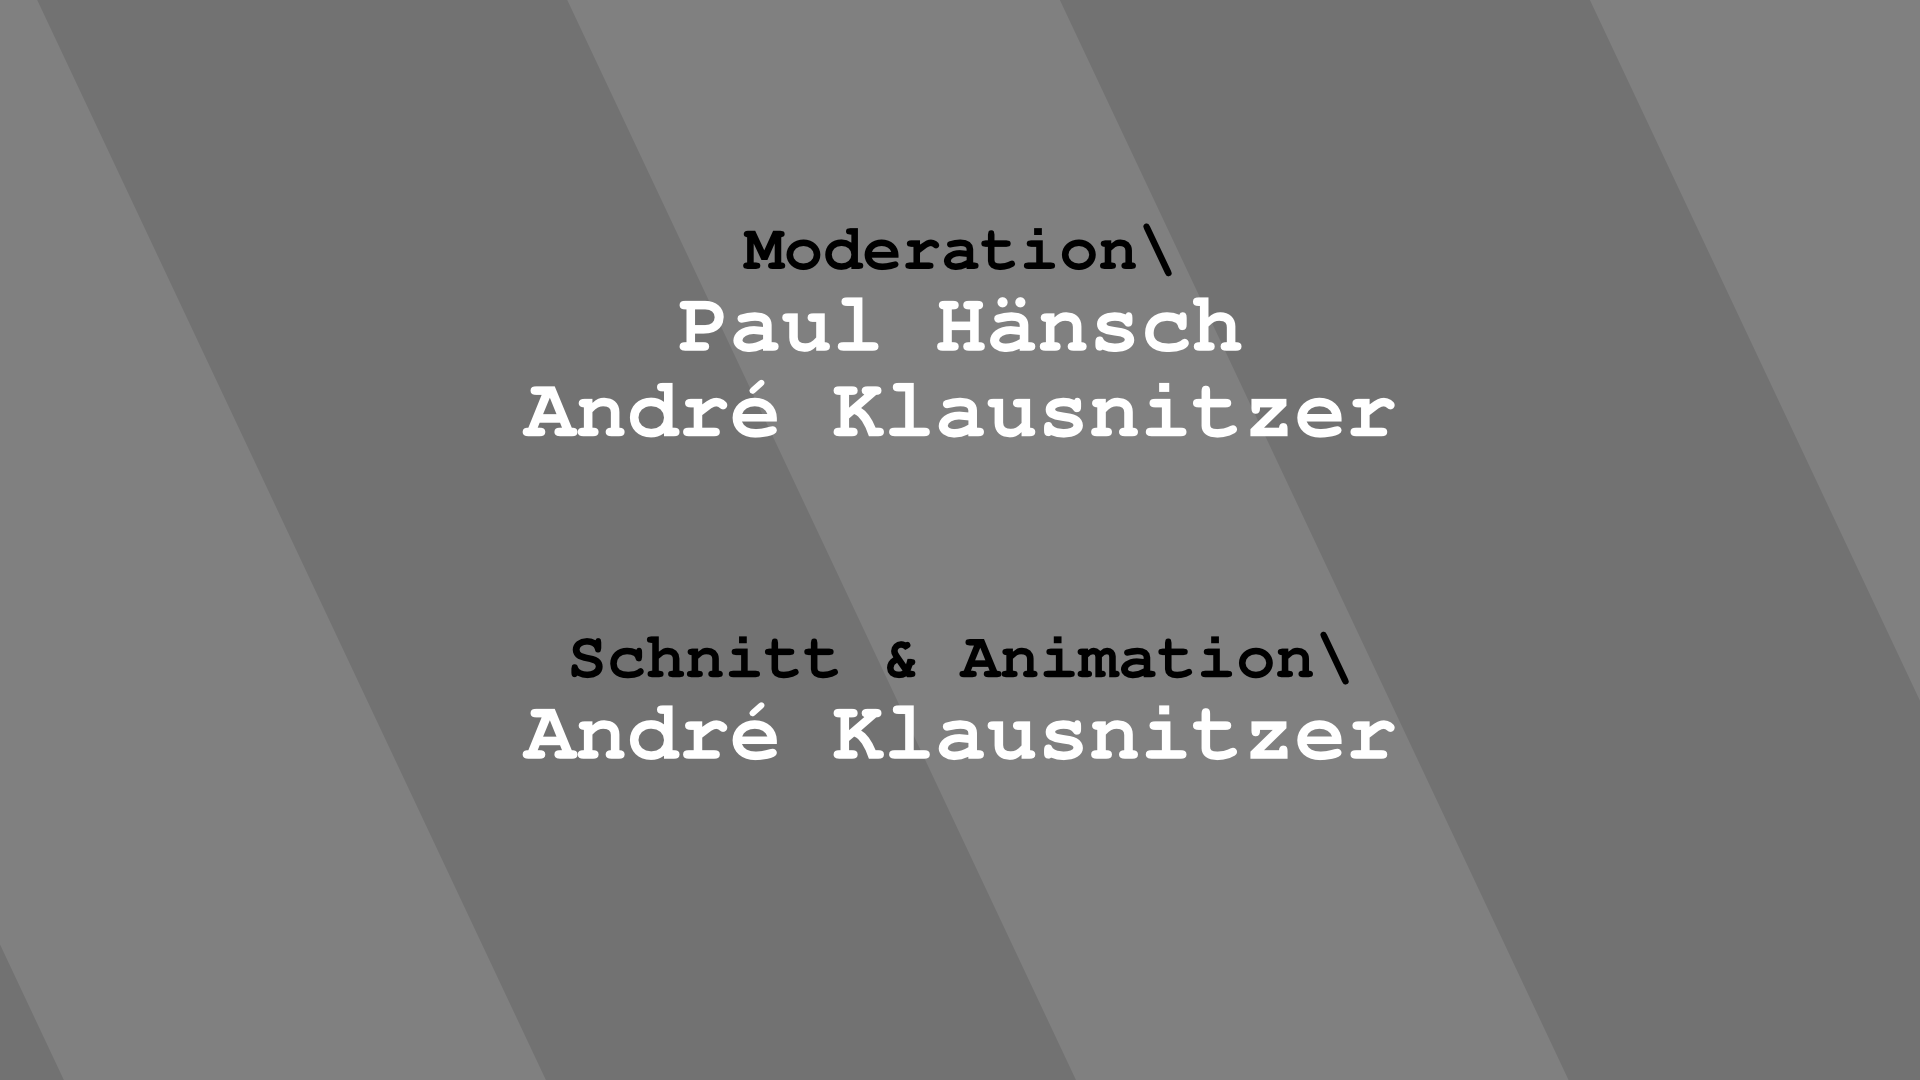 Moderation\
Paul Hänsch
André Klausnitzer
Schnitt & Animation\
André Klausnitzer